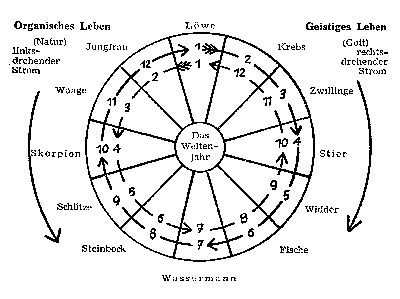 Organisches Leben
(Natur)
links-
drehender
Strom
Geistiges Leben
(Gott)
rechts-
drehender
Strom
Löwe
Jungfrau
Krebs
Waage
Zwillinge
Skorpion
Stier
Schütze
Widder
Steinbock
Fische
Wassermann
Das
Welten-
jahr
12 1 2
2 1 12
11 3 11 3
10 4 10 4
9 5 9 5
6 7 8
8 7 6